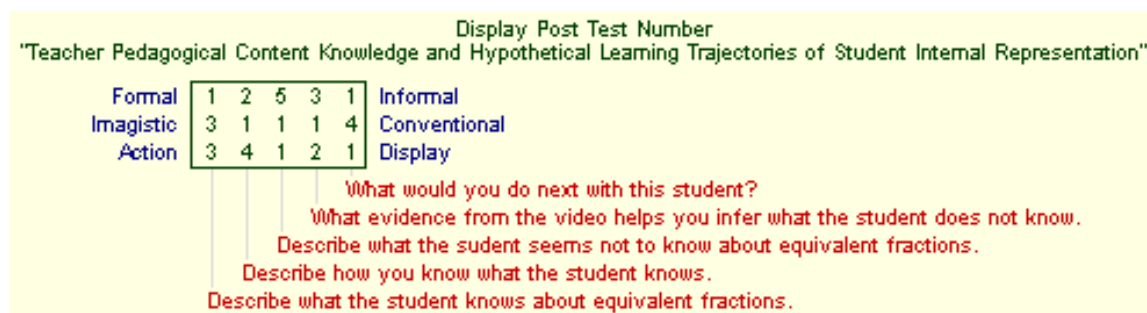 Display Post Test Number
"Teacher Pedagogical Content Knowledge and Hypothetical Learning Trajectories of Student Internal Representation"
Formal 1 2 5 3 1 Informal
Imagistic 3 1 1 1 4 Conventional
Action 3 4 1 2 1 Display
What would you do next with this student?
What evidence from the video helps you infer what the student does not know.
Describe what the sudent seems not to know about equivalent fractions.
Describe how you know what the student knows.
Describe what the student knows about equivalent fractions.